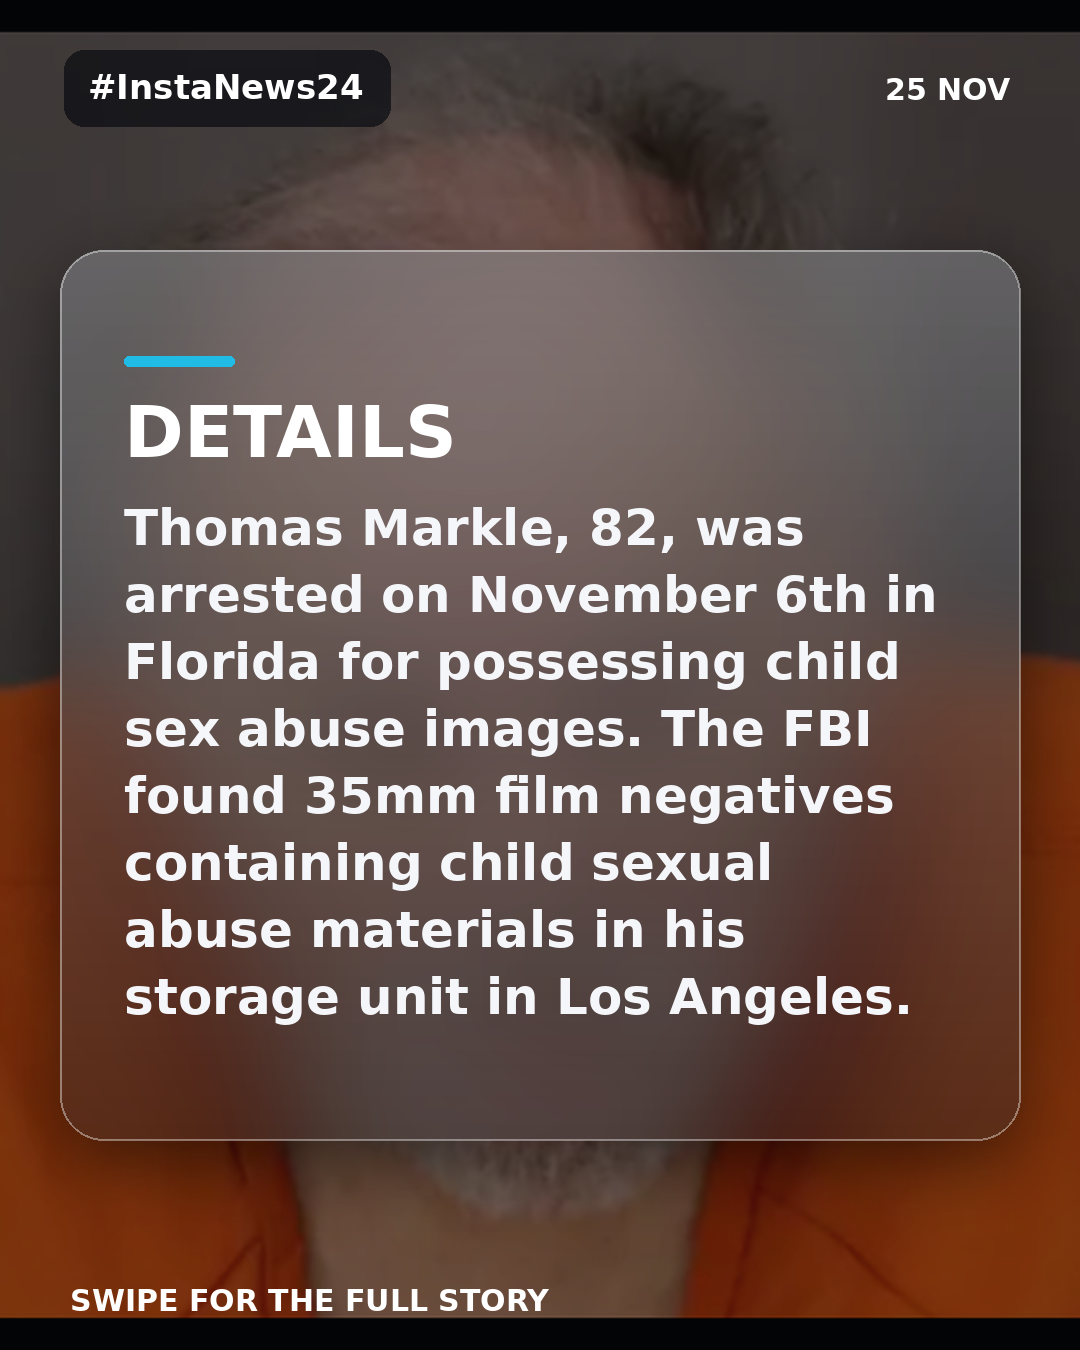 #InstaNews24
25 NOV
DETAILS
Thomas Markle, 82, was
arrested on November 6th in
Florida for possessing child
sex abuse images. The FBI
found 35mm film negatives
containing child sexual
abuse materials in his
storage unit in Los Angeles.
SWIPE FOR THE FULL STORY